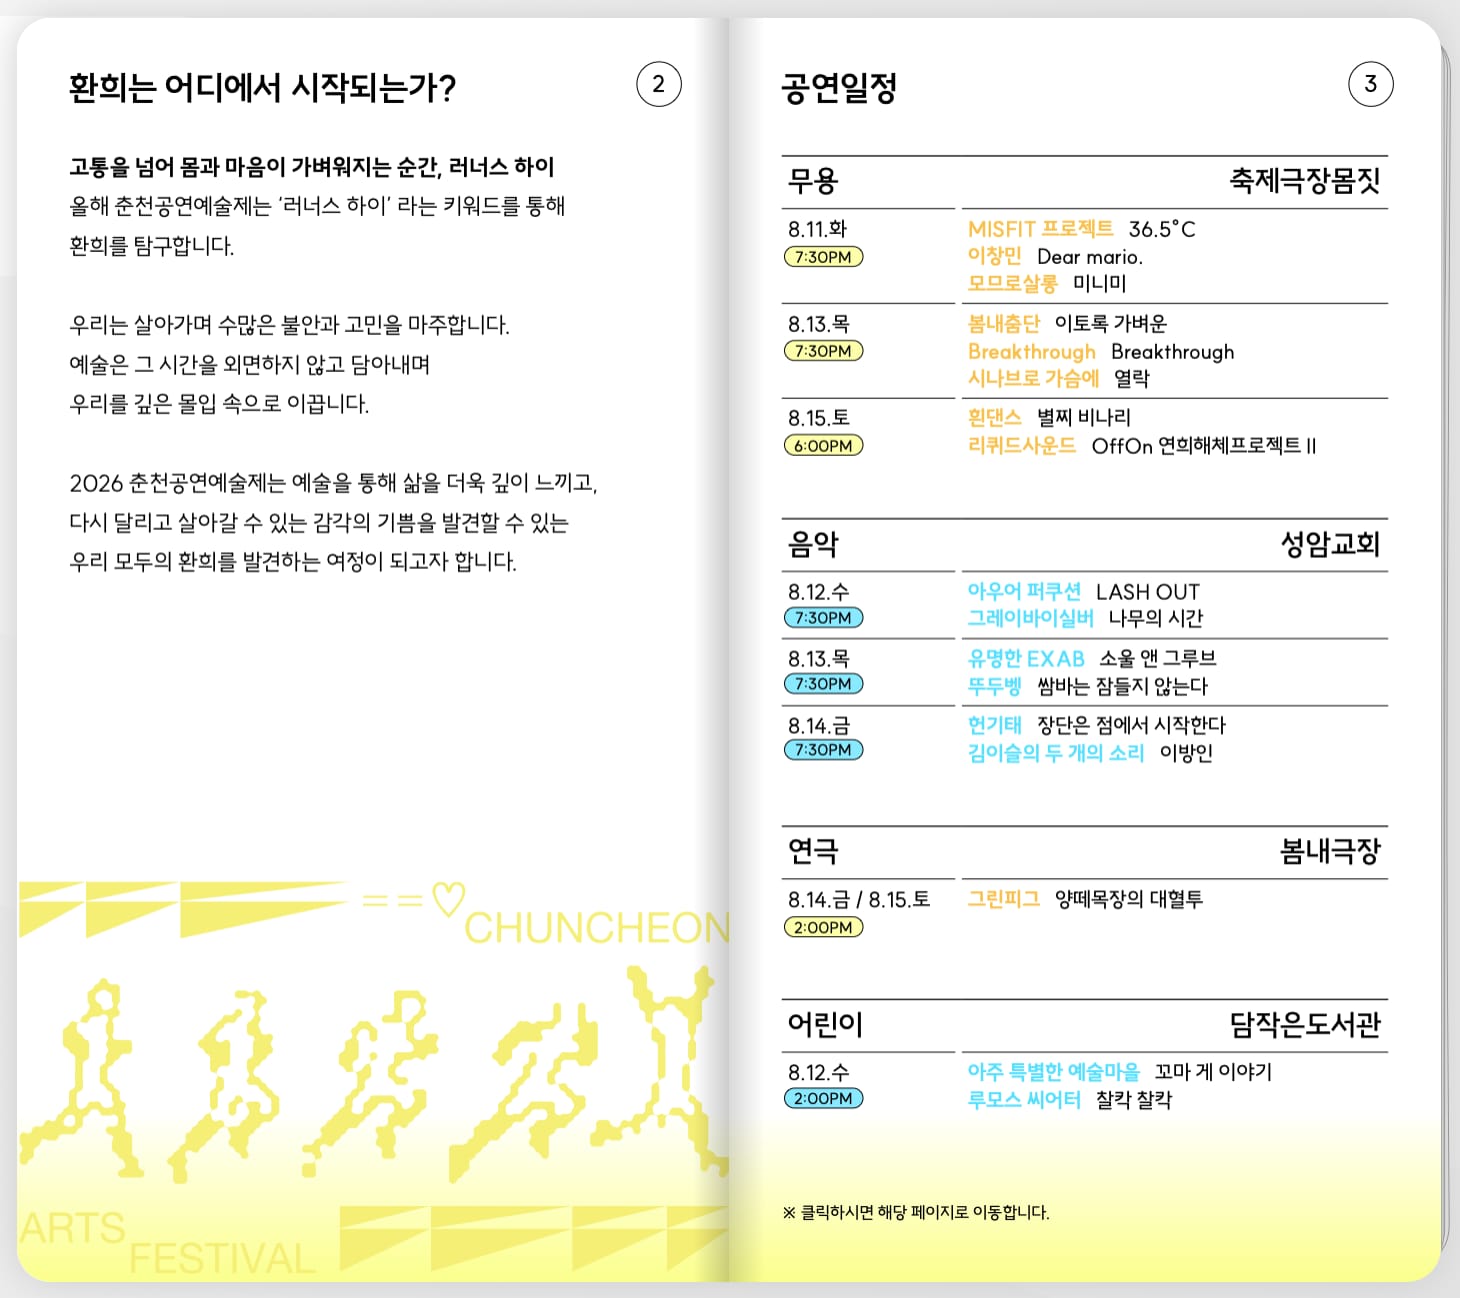 환희는 어디에서 시작되는가?
2
고통을 넘어 몸과 마음이 가벼워지는 순간, 러너스 하이
올해 춘천공연예술제는 '러너스 하이' 라는 키워드를 통해
환희를 탐구합니다.
우리는 살아가며 수많은 불안과 고민을 마주합니다.
예술은 그 시간을 외면하지 않고 담아내며
우리를 깊은 몰입 속으로 이끕니다.
2026 춘천공연예술제는 예술을 통해 삶을 더욱 깊이 느끼고,
다시 달리고 살아갈 수 있는 감각의 기쁨을 발견할 수 있는
우리 모두의 환희를 발견하는 여정이 되고자 합니다.
==♡
CHUNCHEON
ARTS
FESTIVAL
공연일정
3
무용 축제극장몸짓
8.11.화 MISFIT 프로젝트 36.5°C
7:30PM 이창민 Dear mario.
모므로살롱 미니미
8.13.목 봄내춤단 이토록 가벼운
7:30PM Breakthrough Breakthrough
시나브로 가슴에 열락
8.15.토 휜댄스 별찌 비나리
6:00PM 리퀴드사운드 OffOn 연희해체프로젝트 II
음악 성암교회
8.12.수 아우어 퍼쿠션 LASH OUT
7:30PM 그레이바이실버 나무의 시간
8.13.목 유명한 EXAB 소울 앤 그루브
7:30PM 뚜두벵 쌈바는 잠들지 않는다
8.14.금 헌기태 장단은 점에서 시작한다
7:30PM 김이슬의 두 개의 소리 이방인
연극 봄내극장
8.14.금 / 8.15.토 그린피그 양떼목장의 대혈투
2:00PM
어린이 담작은도서관
8.12.수 아주 특별한 예술마을 꼬마 게 이야기
2:00PM 루모스 씨어터 찰칵 찰칵
※ 클릭하시면 해당 페이지로 이동합니다.